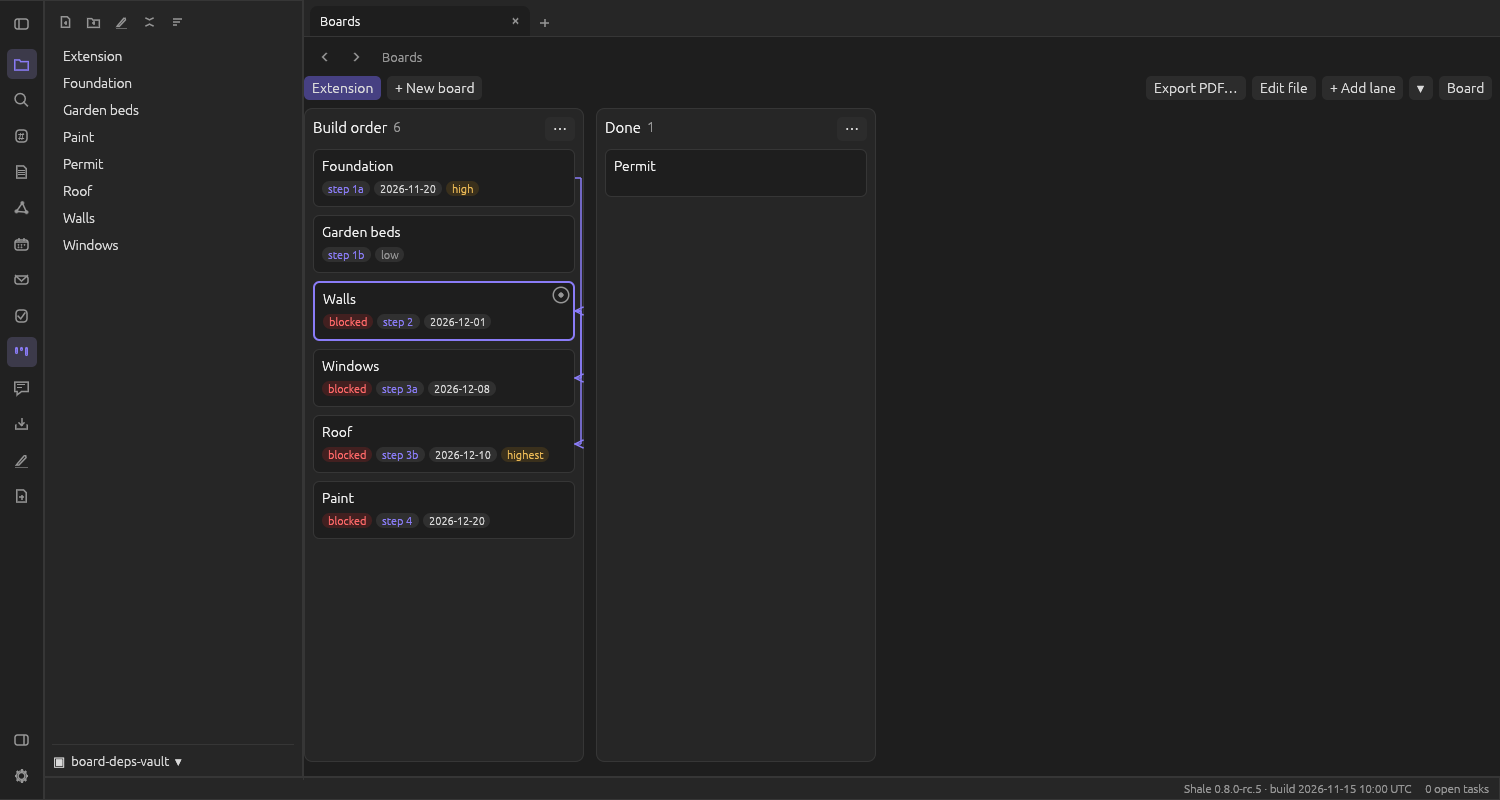 Boards
Boards
Extension
Foundation
Garden beds
Paint
Permit
Roof
Walls
Windows
board-deps-vault ▾
Extension
+ New board
Export PDF…
Edit file
+ Add lane
▾
Board
Build order 6
Foundation
step 1a 2026-11-20 high
Garden beds
step 1b low
Walls
blocked step 2 2026-12-01
Windows
blocked step 3a 2026-12-08
Roof
blocked step 3b 2026-12-10 highest
Paint
blocked step 4 2026-12-20
Done 1
Permit
Shale 0.8.0-rc.5 · build 2026-11-15 10:00 UTC 0 open tasks